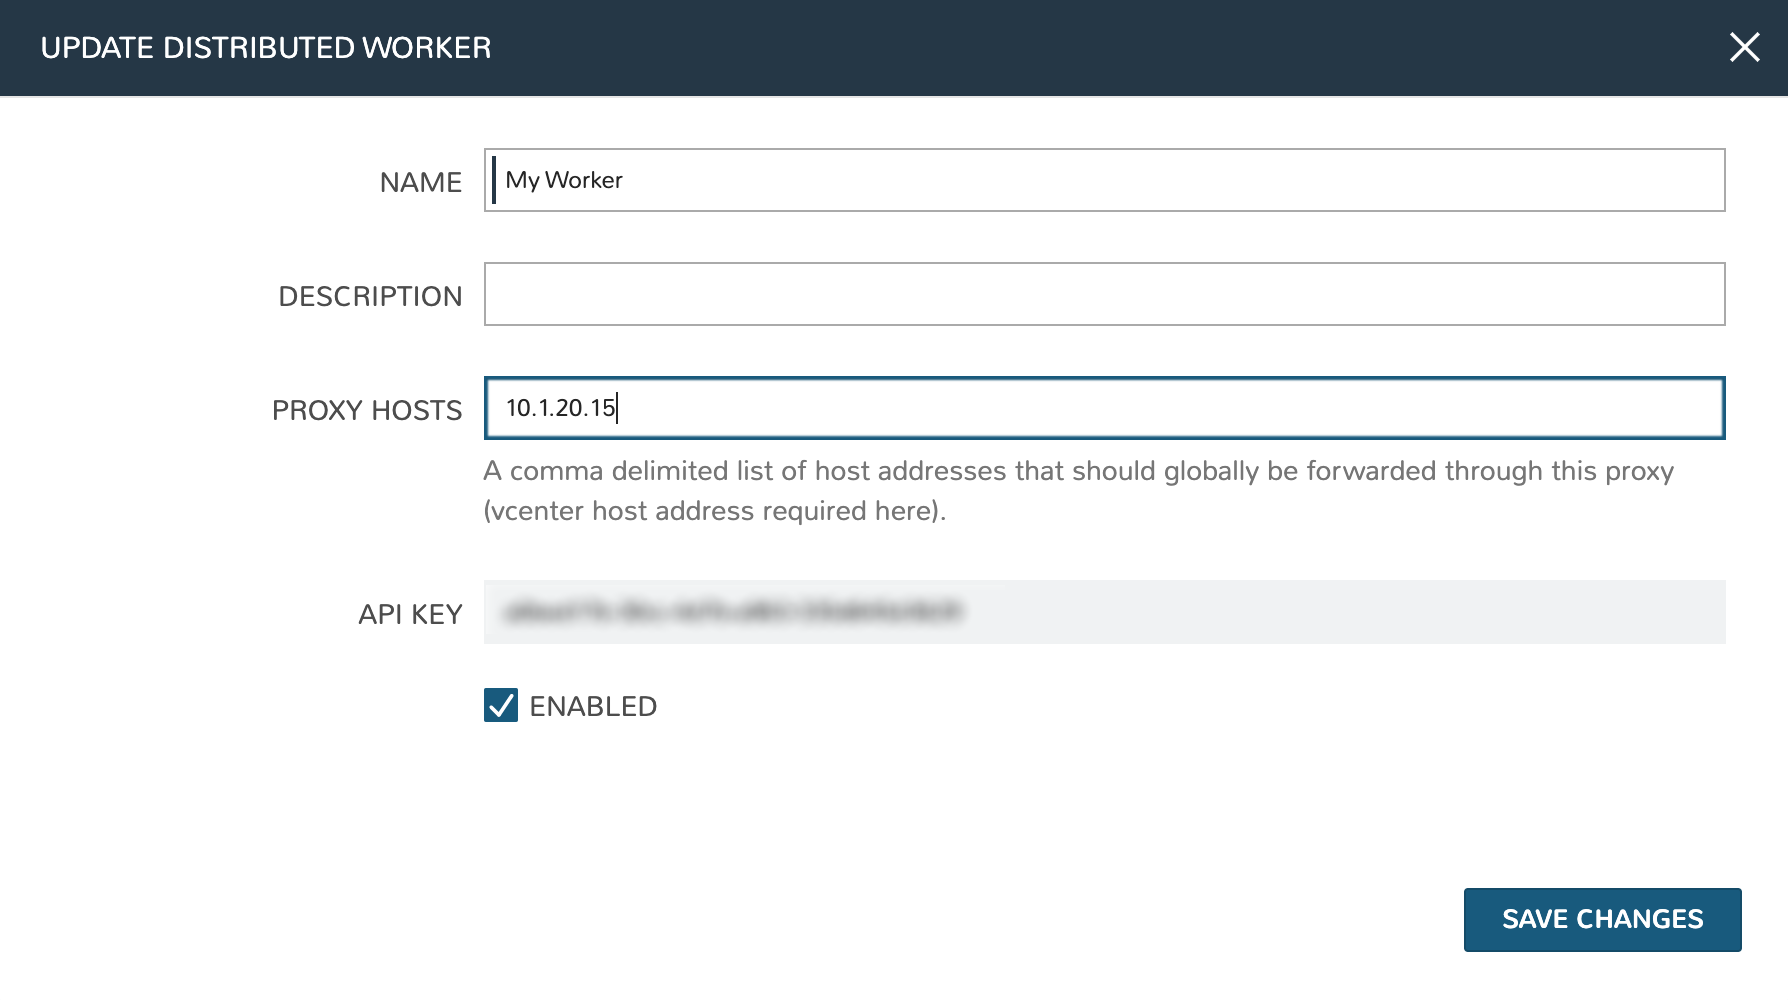 UPDATE DISTRIBUTED WORKER
NAME
My Worker
DESCRIPTION
PROXY HOSTS
10.1.20.15
A comma delimited list of host addresses that should globally be forwarded through this proxy
(vcenter host address required here).
API KEY
ENABLED
SAVE CHANGES